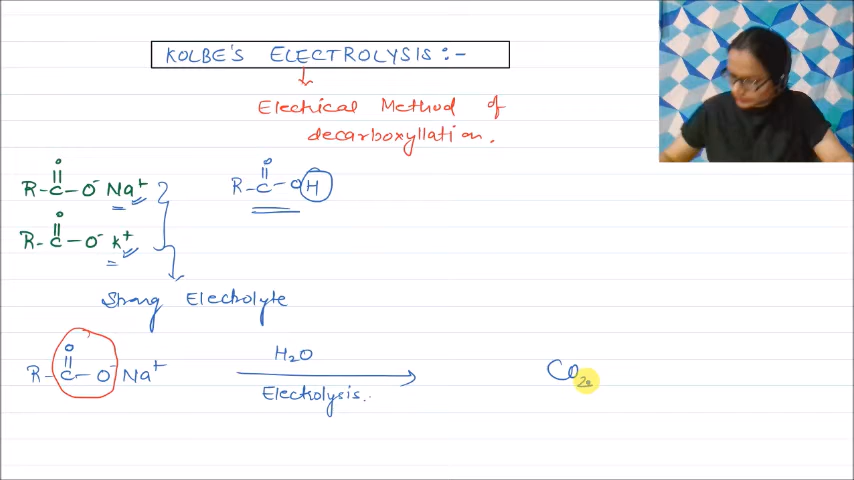 KOLBE'S ELECTROLYSIS :-
Electrical Method of
decarboxyllation.
O O
R-C-O⁻ Na⁺ R-C-OH
O
R-C-O⁻ K⁺
Strong Electrolyte
O
R-C-O⁻ Na⁺ H₂O CO₂
Electrolysis..